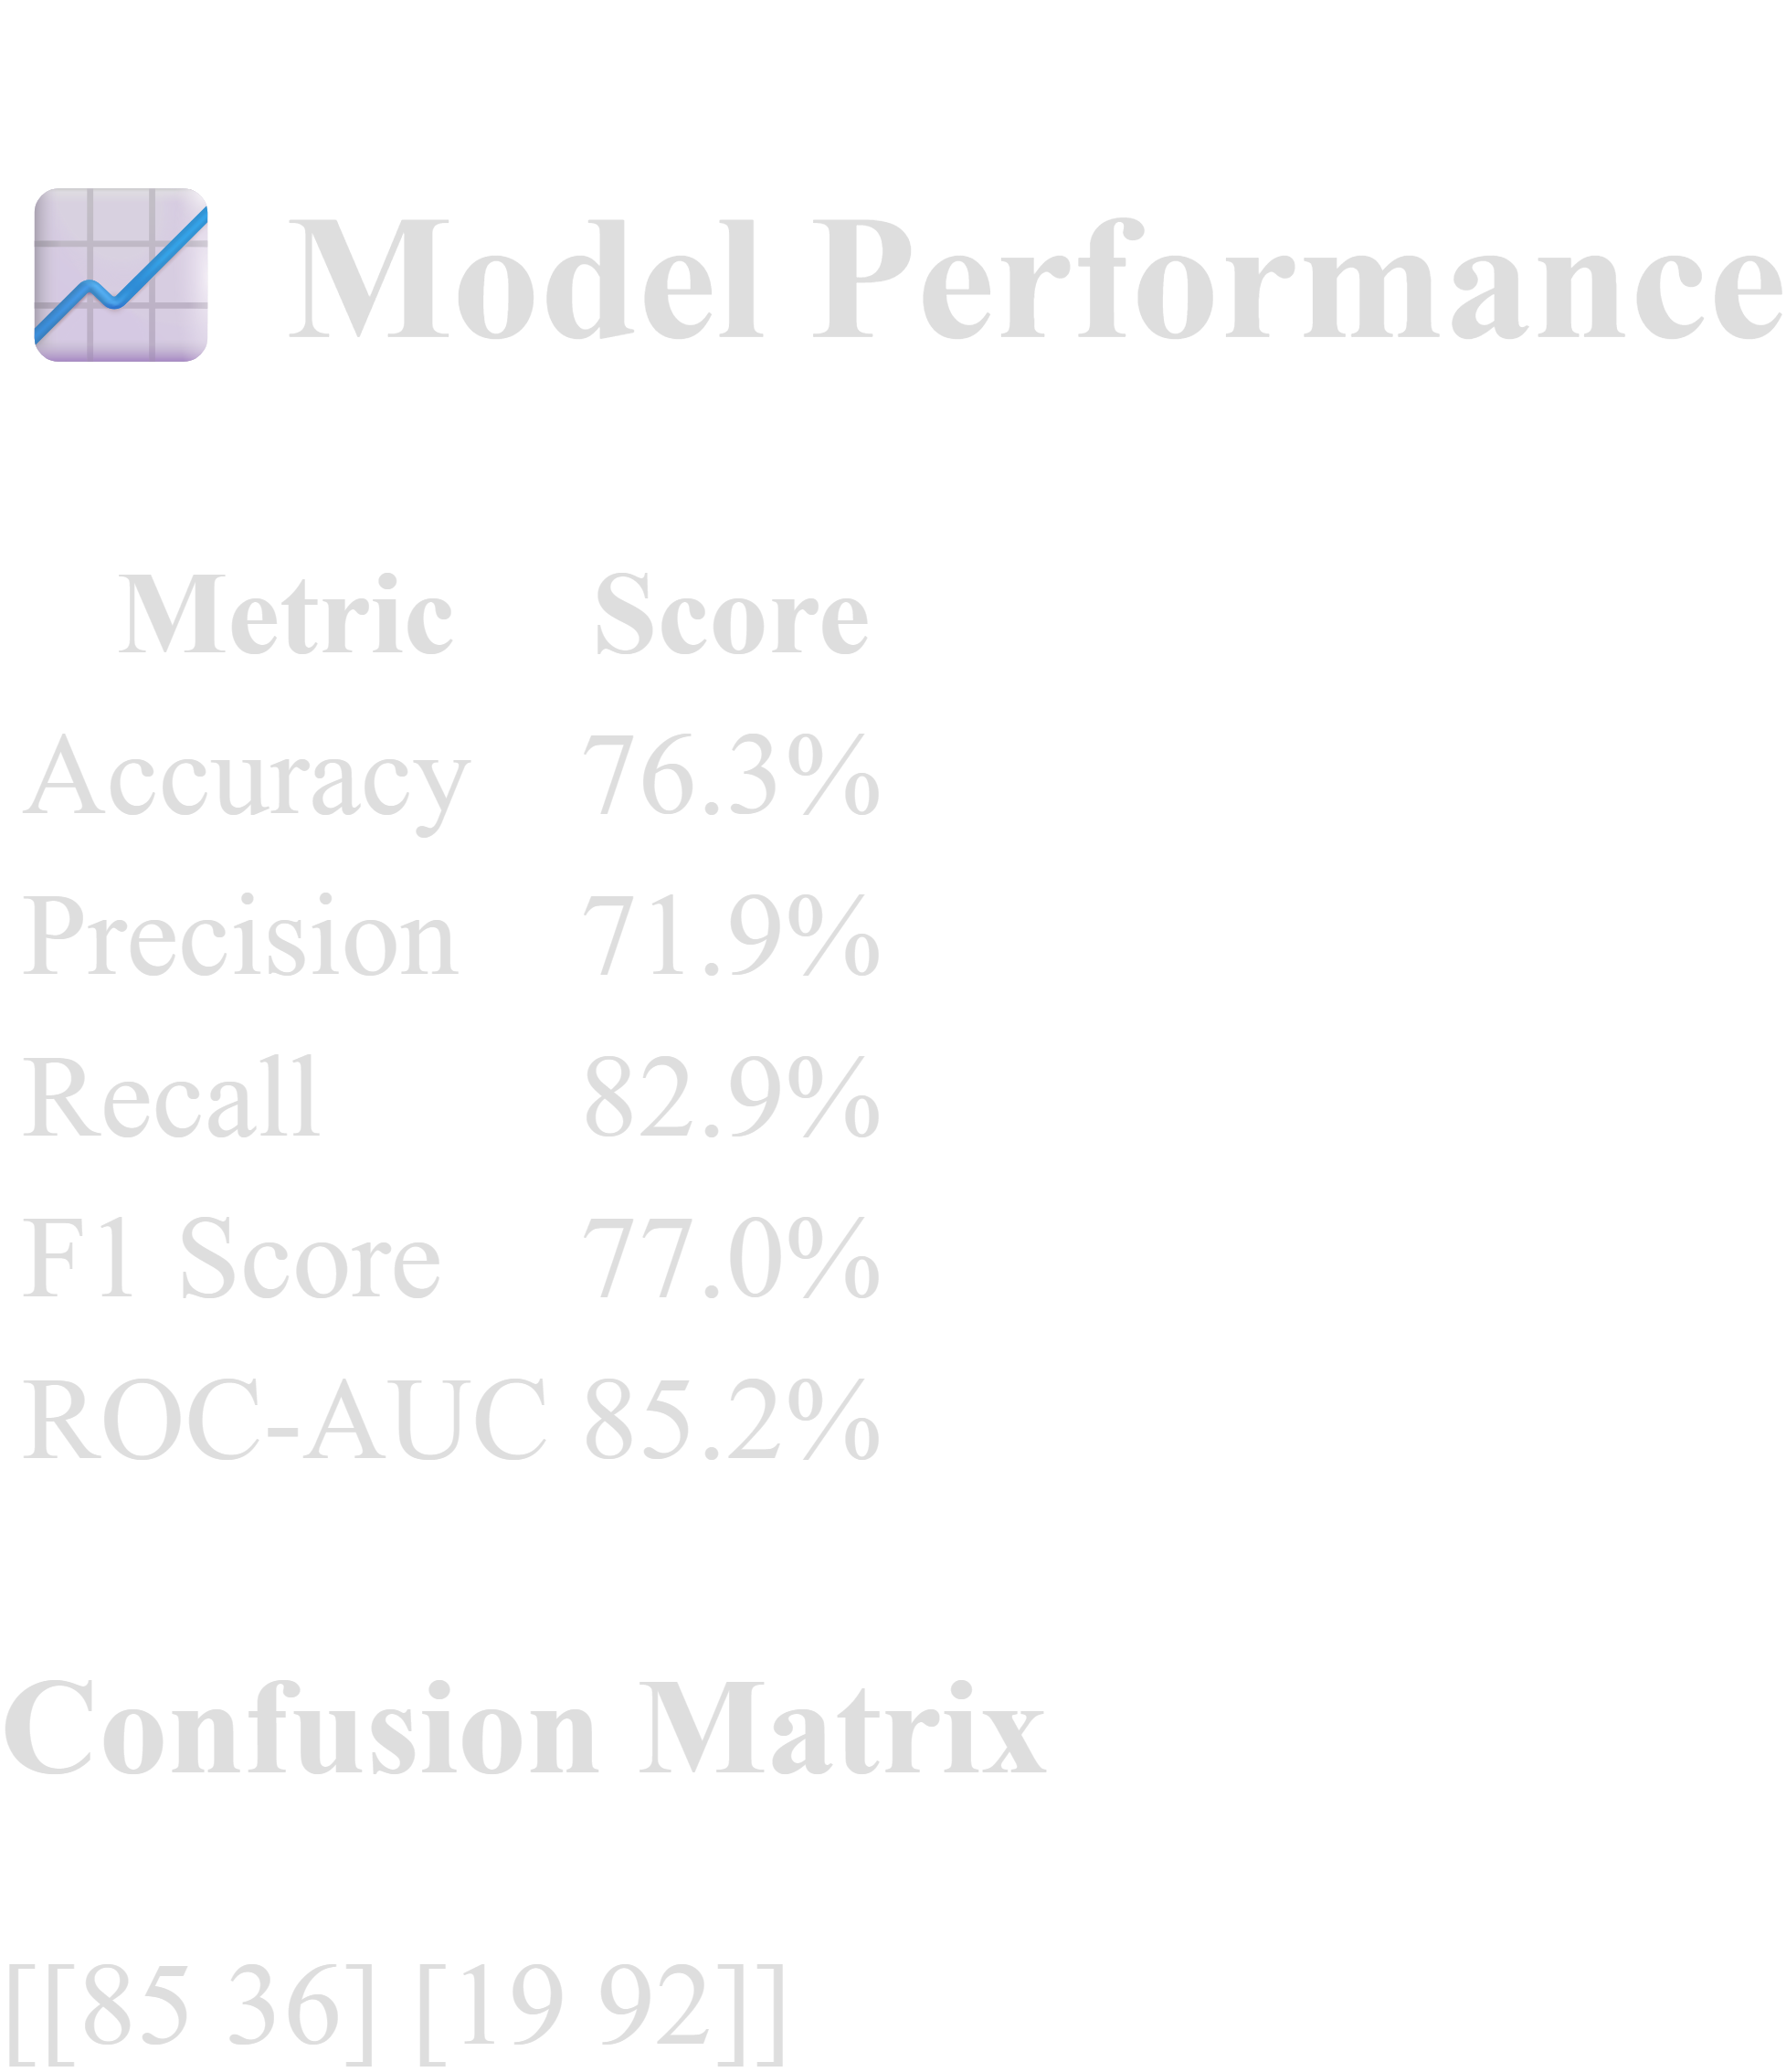 📈 Model Performance
Metric Score
Accuracy 76.3%
Precision 71.9%
Recall 82.9%
F1 Score 77.0%
ROC-AUC 85.2%
Confusion Matrix
[[85 36] [19 92]]